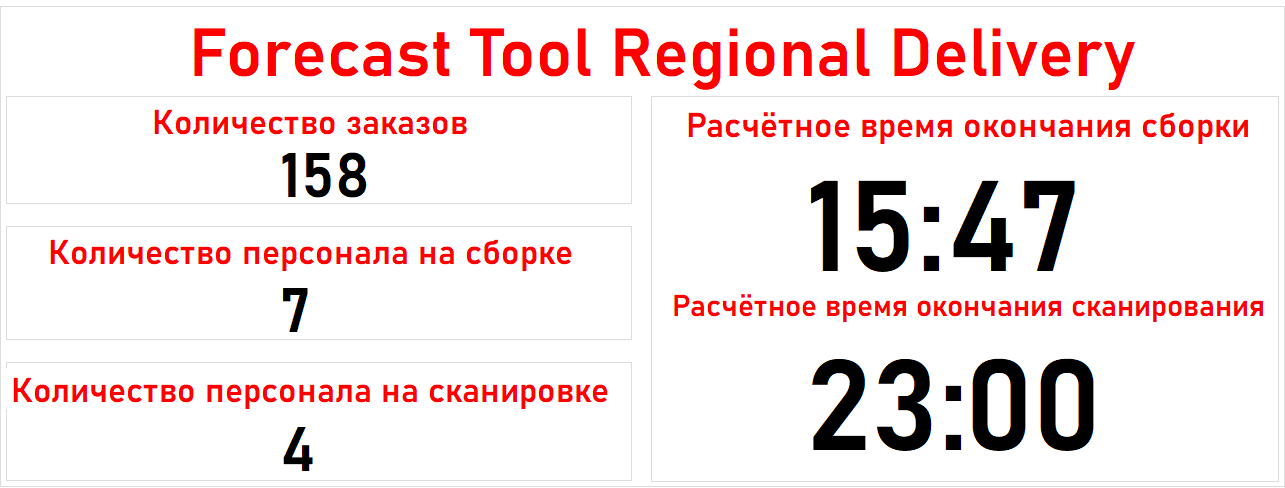 Forecast Tool Regional Delivery
Количество заказов
158
Количество персонала на сборке
7
Количество персонала на сканировке
4
Расчётное время окончания сборки
15:47
Расчётное время окончания сканирования
23:00